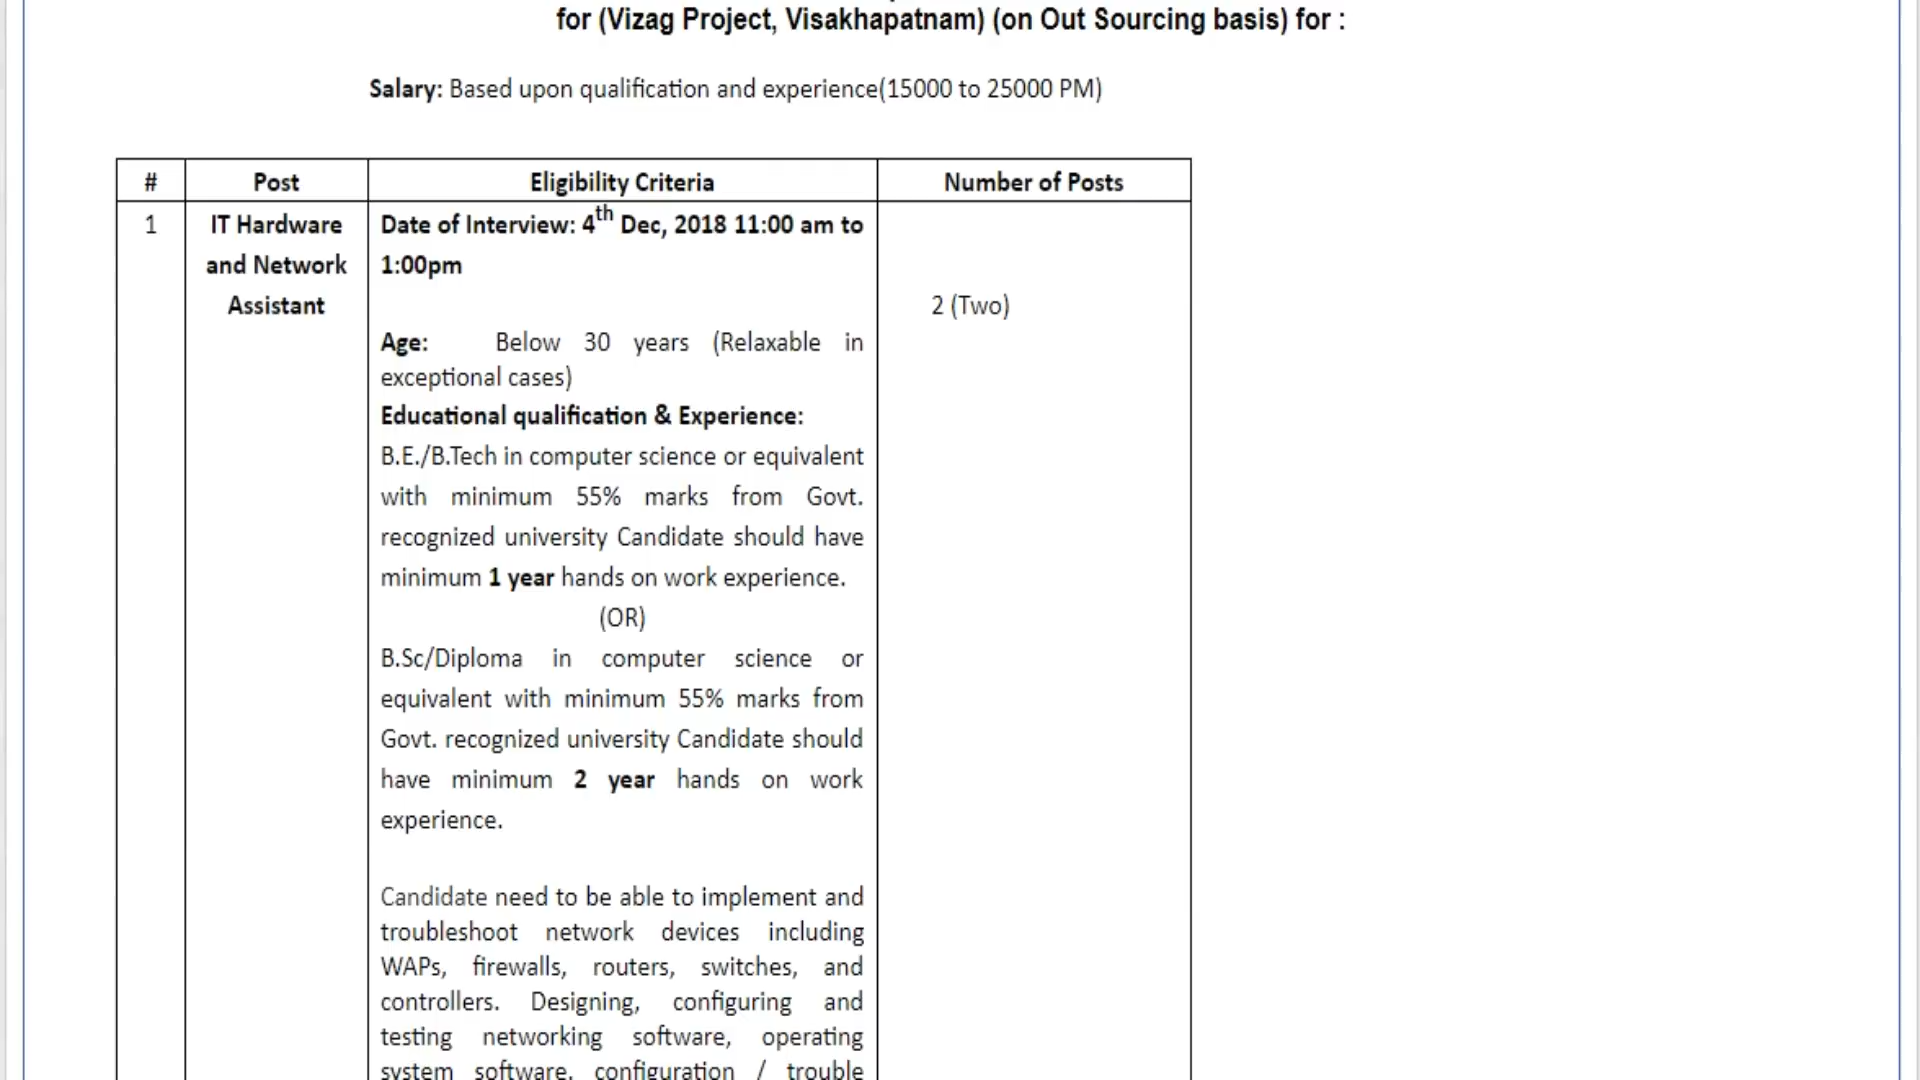 for (Vizag Project, Visakhapatnam) (on Out Sourcing basis) for :
Salary: Based upon qualification and experience(15000 to 25000 PM)
# Post Eligibility Criteria Number of Posts
1
IT Hardware
and Network
Assistant
Date of Interview: 4th Dec, 2018 11:00 am to
1:00pm
Age: Below 30 years (Relaxable in
exceptional cases)
Educational qualification & Experience:
B.E./B.Tech in computer science or equivalent
with minimum 55% marks from Govt.
recognized university Candidate should have
minimum 1 year hands on work experience.
(OR)
B.Sc/Diploma in computer science or
equivalent with minimum 55% marks from
Govt. recognized university Candidate should
have minimum 2 year hands on work
experience.
Candidate need to be able to implement and
troubleshoot network devices including
WAPs, firewalls, routers, switches, and
controllers. Designing, configuring and
testing networking software, operating
system software, configuration / trouble
2 (Two)